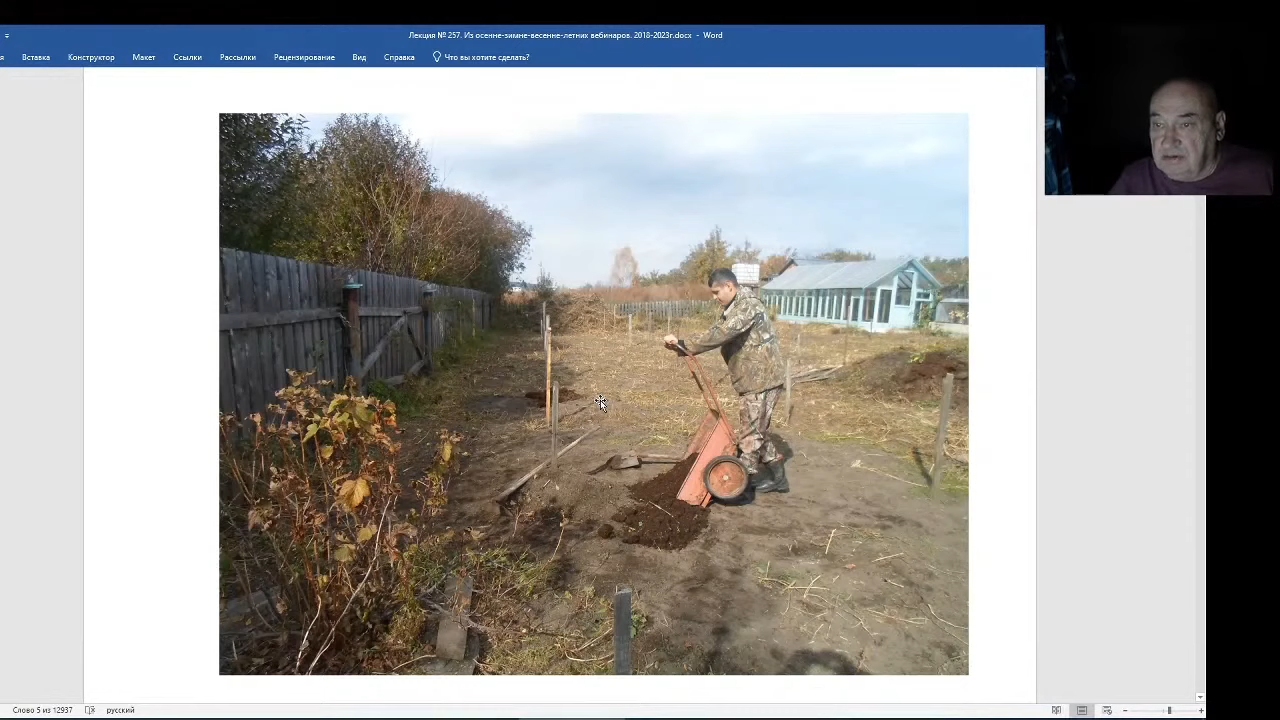 Лекция № 257. Из осенне-зимне-весенне-летних вебинаров. 2018-2023г.docx - Word
я Вставка Конструктор Макет Ссылки Рассылки Рецензирование Вид Справка Что вы хотите сделать?
Слово 5 из 12937 русский